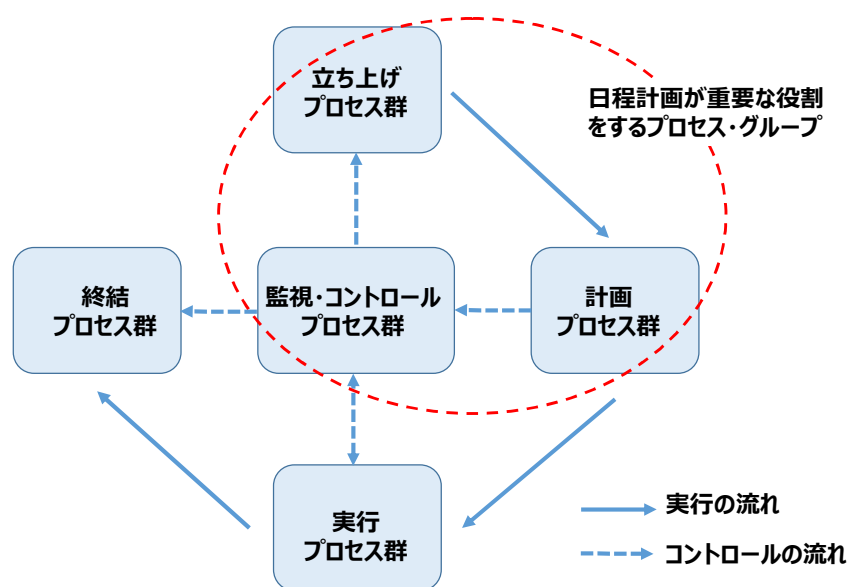 立ち上げ
プロセス群
日程計画が重要な役割
をするプロセス・グループ
終結
プロセス群
監視・コントロール
プロセス群
計画
プロセス群
実行
プロセス群
実行の流れ
コントロールの流れ